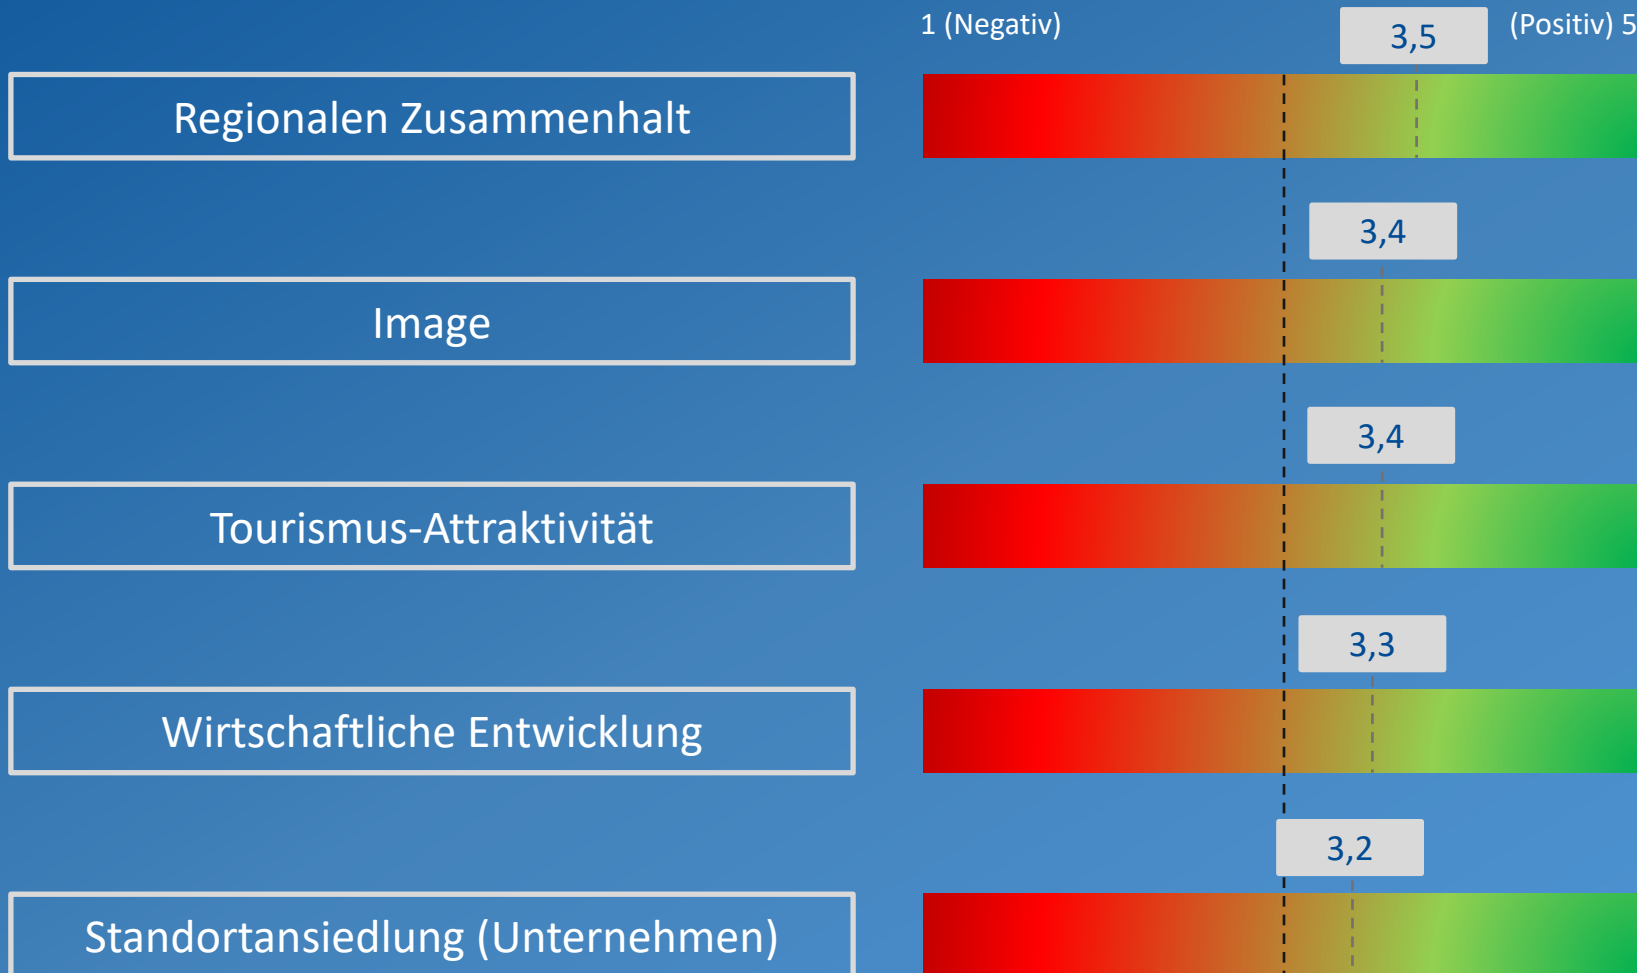 1 (Negativ)
3,5
(Positiv) 5
Regionalen Zusammenhalt
3,4
Image
3,4
Tourismus-Attraktivität
3,3
Wirtschaftliche Entwicklung
3,2
Standortansiedlung (Unternehmen)